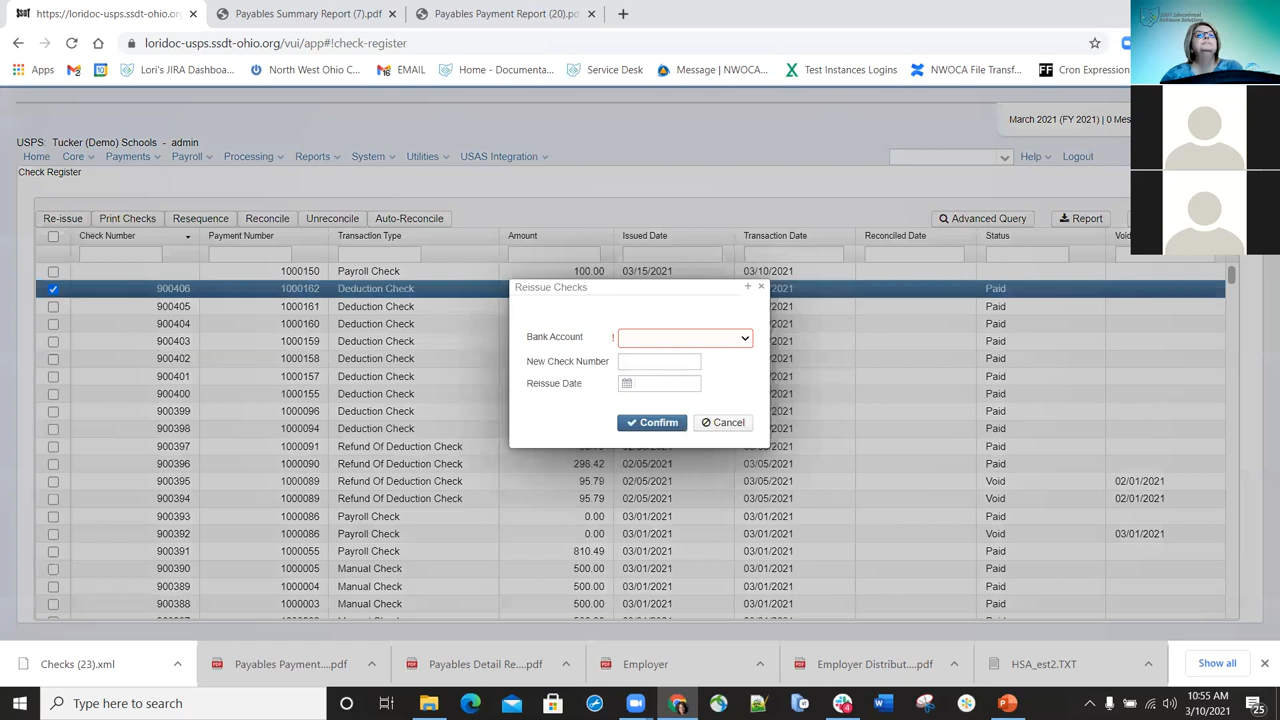 https://loridoc-usps.ssdt-ohio.org/
Payables Summary Report (7).pdf
Payables Payment Report (20).pdf
loridoc-usps.ssdt-ohio.org/vui/app#!check-register
Apps
Lori's JIRA Dashboa...
North West Ohio C...
EMAIL
Home - Documenta...
Service Desk
Message | NWOCA...
Test Instances Logins
NWOCA File Transf...
Cron Expression
March 2021 (FY 2021) | 0 Mes
USPS: Tucker (Demo) Schools - admin
Home Core Payments Payroll Processing Reports System Utilities USAS Integration Help Logout
Check Register
Re-issue Print Checks Resequence Reconcile Unreconcile Auto-Reconcile Advanced Query Report
Check Number Payment Number Transaction Type Amount Issued Date Transaction Date Reconciled Date Status Void
1000150 Payroll Check 100.00 03/15/2021 03/10/2021
900406 1000162 Deduction Check /2021 Paid
900405 1000161 Deduction Check /2021 Paid
900404 1000160 Deduction Check /2021 Paid
900403 1000159 Deduction Check /2021 Paid
900402 1000158 Deduction Check /2021 Paid
900401 1000157 Deduction Check /2021 Paid
900400 1000155 Deduction Check /2021 Paid
900399 1000096 Deduction Check /2021 Paid
900398 1000094 Deduction Check /2021 Paid
900397 1000091 Refund Of Deduction Check /2021 Paid
900396 1000090 Refund Of Deduction Check 298.42 02/05/2021 03/05/2021 Paid
900395 1000089 Refund Of Deduction Check 95.79 02/05/2021 03/05/2021 Void 02/01/2021
900394 1000089 Refund Of Deduction Check 95.79 02/05/2021 03/05/2021 Void 02/01/2021
900393 1000086 Payroll Check 0.00 03/01/2021 03/01/2021 Paid
900392 1000086 Payroll Check 0.00 03/01/2021 03/01/2021 Void 03/01/2021
900391 1000055 Payroll Check 810.49 03/01/2021 03/01/2021 Paid
900390 1000004 Manual Check 500.00 03/01/2021 03/01/2021 Paid
900389 1000004 Manual Check 500.00 03/01/2021 03/01/2021 Paid
900388 1000003 Manual Check 500.00 03/01/2021 03/01/2021 Paid
Reissue Checks
Bank Account !
New Check Number
Reissue Date
Confirm Cancel
Checks (23).xml
Payables Payment....pdf
Payables Detail Re....pdf
Employer
Employer Distribut....pdf
HSA_est2.TXT
Show all
Type here to search
10:55 AM
3/10/2021
25